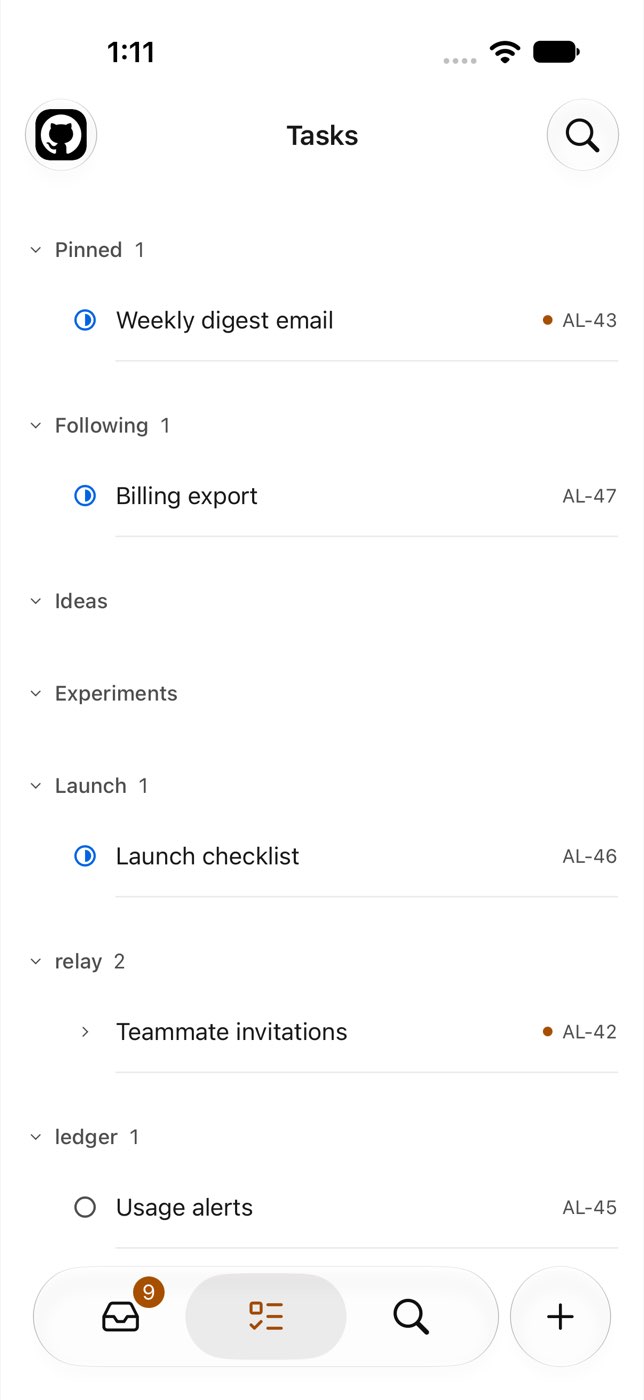 1:11
Tasks
Pinned 1
Weekly digest email AL-43
Following 1
Billing export AL-47
Ideas
Experiments
Launch 1
Launch checklist AL-46
relay 2
Teammate invitations AL-42
ledger 1
Usage alerts AL-45
9